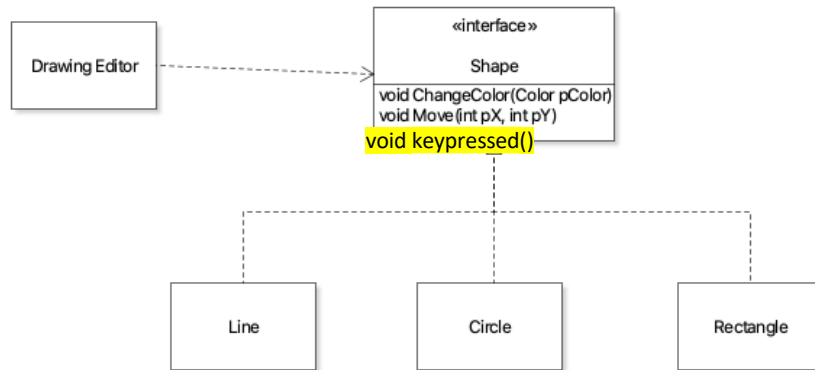 «interface»
Drawing Editor
Shape
void ChangeColor(Color pColor)
void Move(int pX, int pY)
void keypressed()
Line
Circle
Rectangle